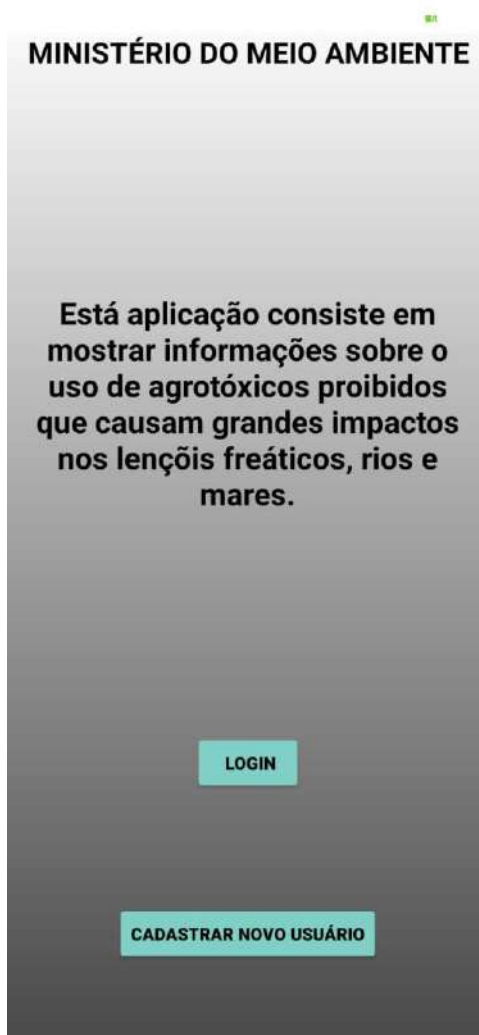 MINISTÉRIO DO MEIO AMBIENTE
Está aplicação consiste em
mostrar informações sobre o
uso de agrotóxicos proibidos
que causam grandes impactos
nos lençõis freáticos, rios e
mares.
LOGIN
CADASTRAR NOVO USUÁRIO